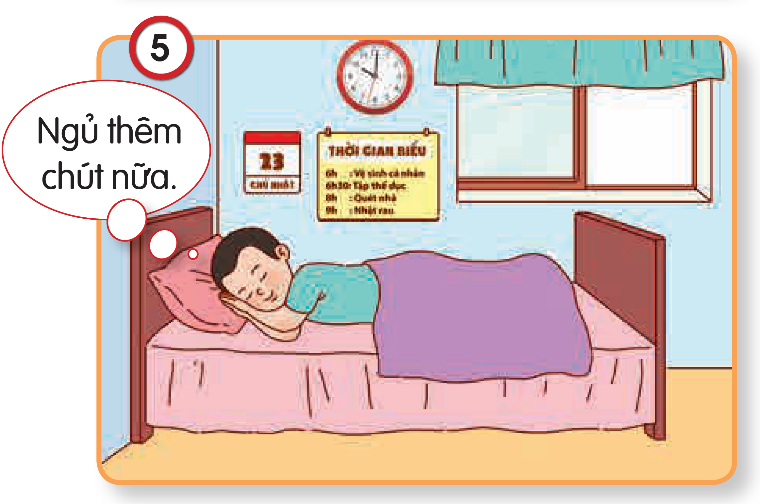 5
Ngủ thêm
chút nữa.
23
CHỦ NHẬT
THỜI GIAN BIỂU
6h : Vệ sinh cá nhân
6h30: Tập thể dục
8h : Quét nhà
9h : Nhặt rau